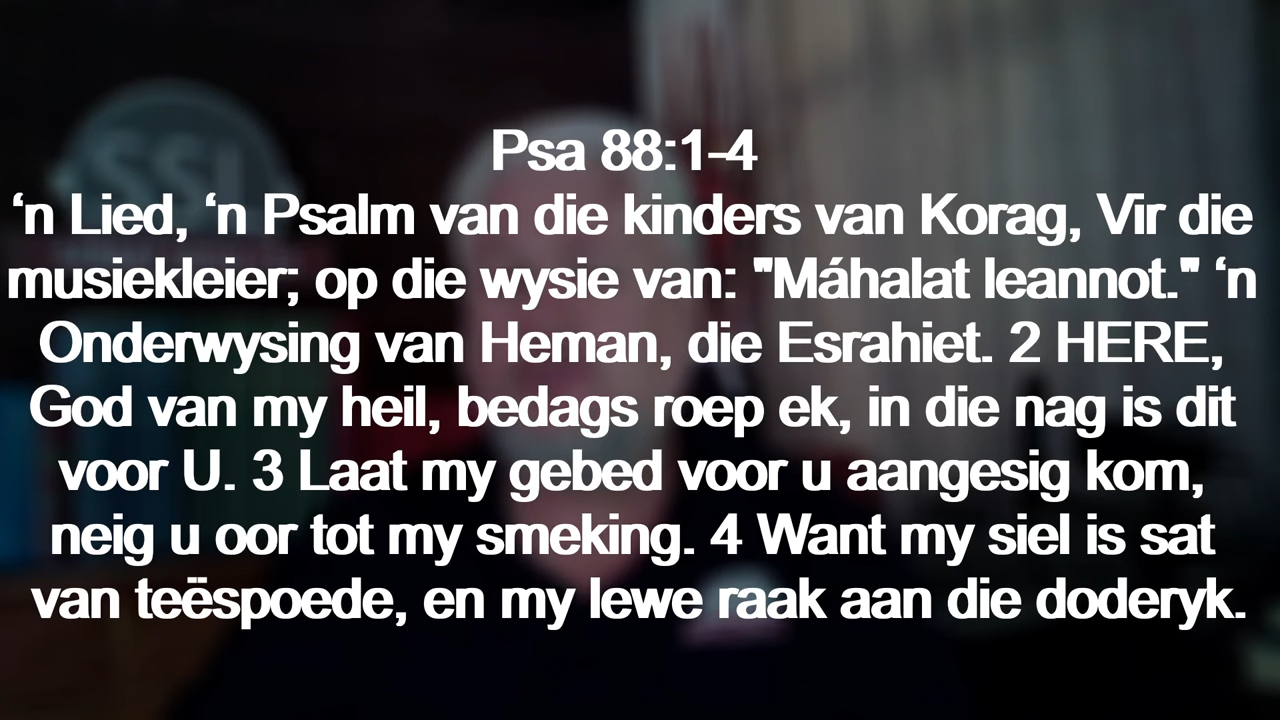 SSI
Psa 88:1-4
‘n Lied, ‘n Psalm van die kinders van Korag, Vir die
musiekleier; op die wysie van: "Máhalat leannot." ‘n
Onderwysing van Heman, die Esrahiet. 2 HERE,
God van my heil, bedags roep ek, in die nag is dit
voor U. 3 Laat my gebed voor u aangesig kom,
neig u oor tot my smeking. 4 Want my siel is sat
van teëspoede, en my lewe raak aan die doderyk.